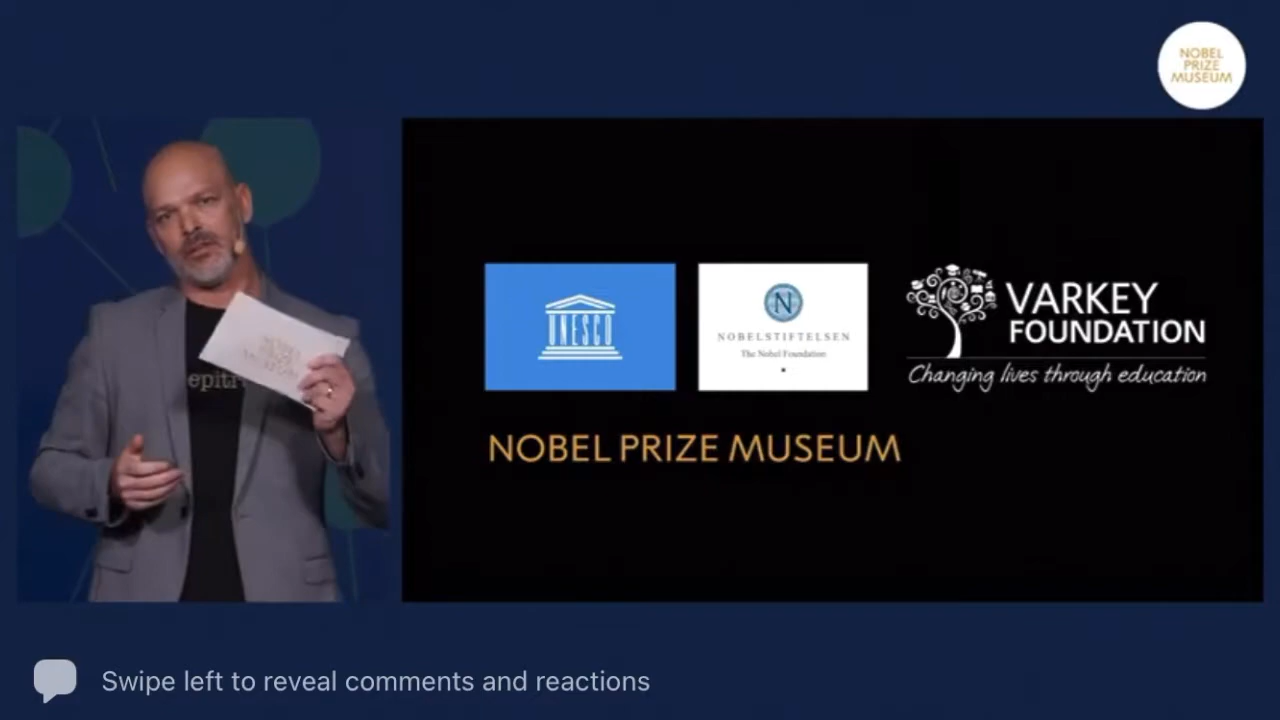 NOBEL
PRIZE
MUSEUM
UNESCO
N
NOBELSTIFTELSEN
The Nobel Foundation
VARKEY
FOUNDATION
Changing lives through education
NOBEL PRIZE MUSEUM
Swipe left to reveal comments and reactions